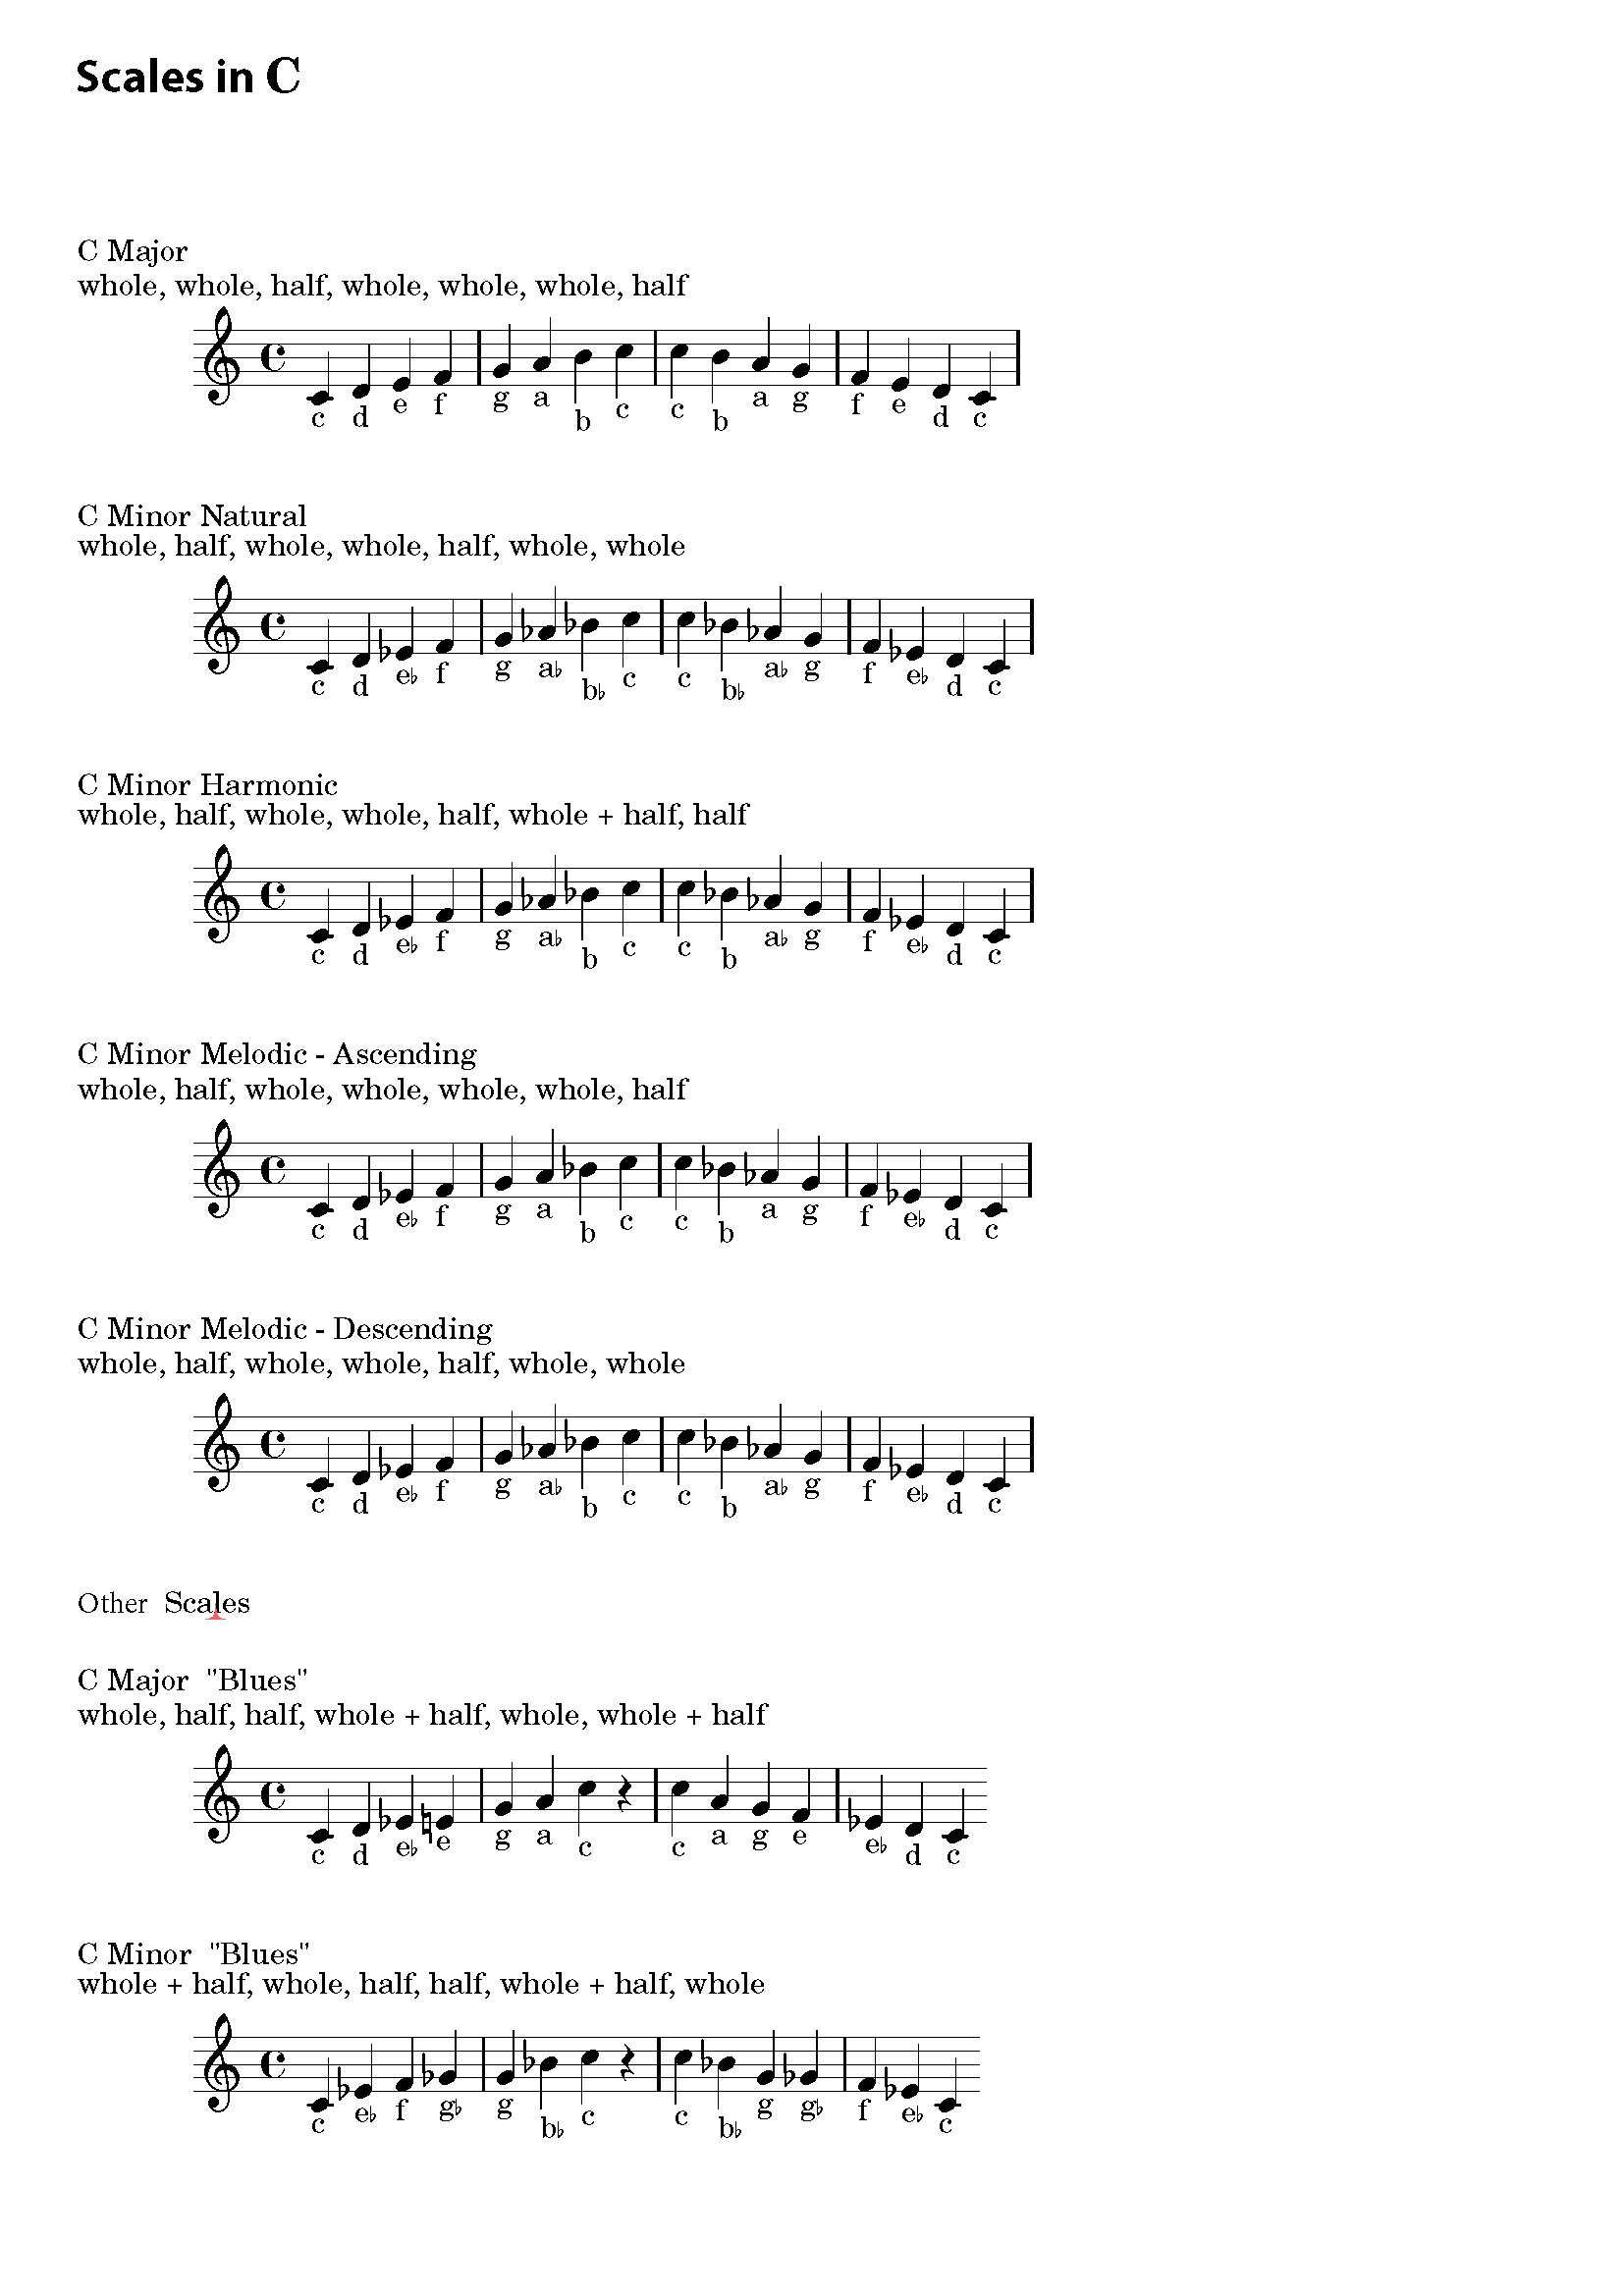 Scales in C
C Major
whole, whole, half, whole, whole, whole, half
c d e f g a b c c b a g f e d c
C Minor Natural
whole, half, whole, whole, half, whole, whole
c d e♭ f g a♭ b♭ c c b♭ a♭ g f e♭ d c
C Minor Harmonic
whole, half, whole, whole, half, whole + half, half
c d e♭ f g a♭ b c c b a♭ g f e♭ d c
C Minor Melodic - Ascending
whole, half, whole, whole, whole, whole, half
c d e♭ f g a b c c b a g f e♭ d c
C Minor Melodic - Descending
whole, half, whole, whole, half, whole, whole
c d e♭ f g a♭ b c c b a♭ g f e♭ d c
Other Scales
C Major "Blues"
whole, half, half, whole + half, whole, whole + half
c d e♭ e g a c c a g e e♭ d c
C Minor "Blues"
whole + half, whole, half, half, whole + half, whole
c e♭ f g♭ g b♭ c c b♭ g g♭ f e♭ c